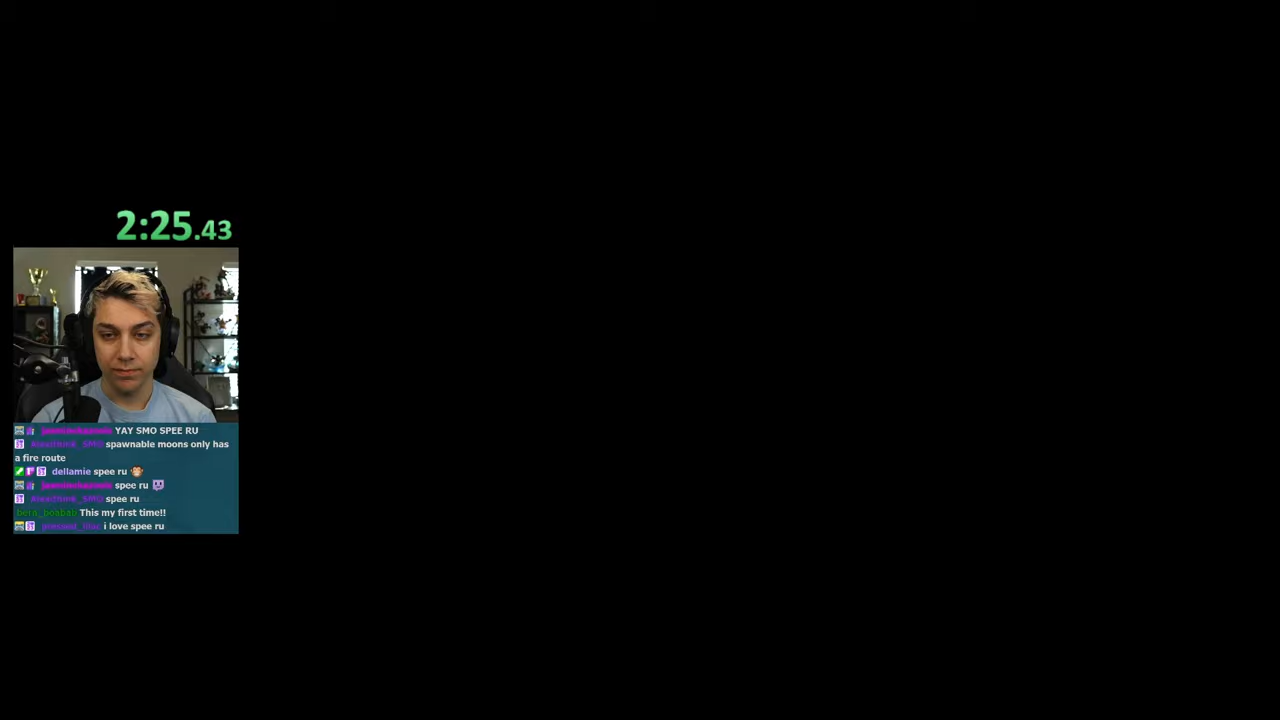 2:25.43
YAY SMO SPEE RU
spawnable moons only has
a fire route
dellamie spee ru
spee ru
spee ru
This my first time!!
i love spee ru